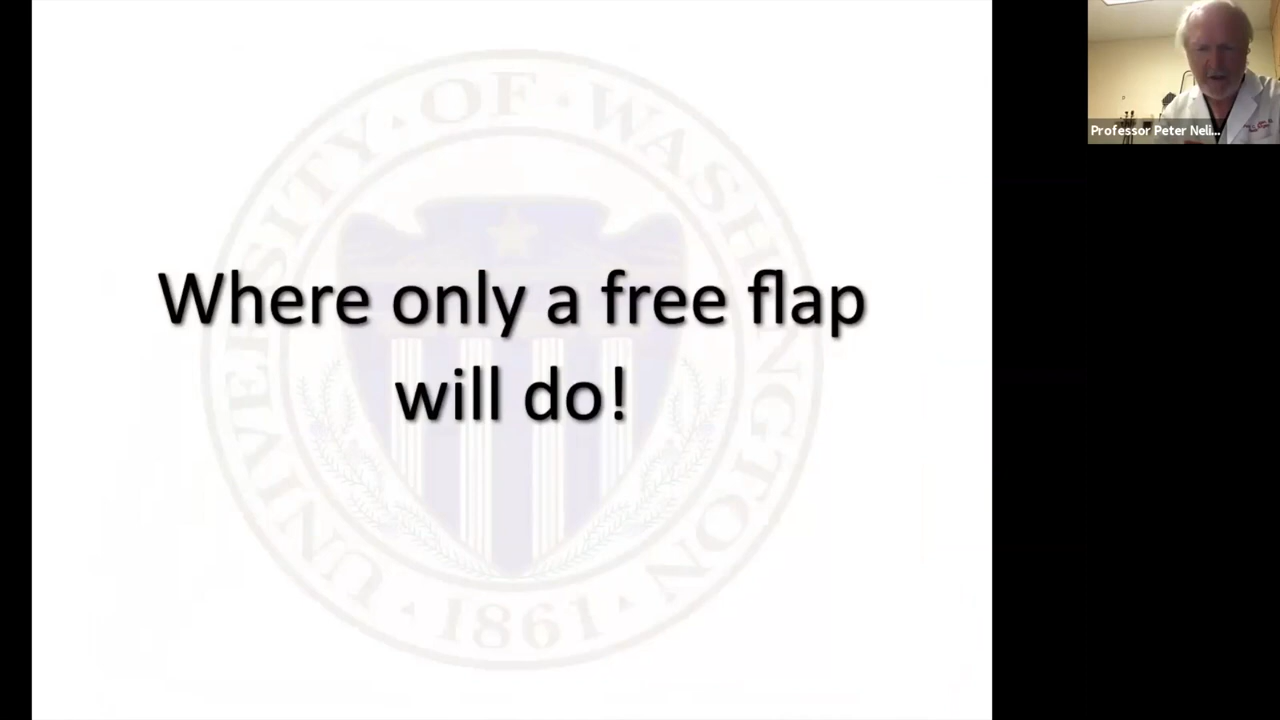 Where only a free flap
will do!
UNIVERSITY · OF · WASHINGTON
· 1861 ·
Professor Peter Neli...